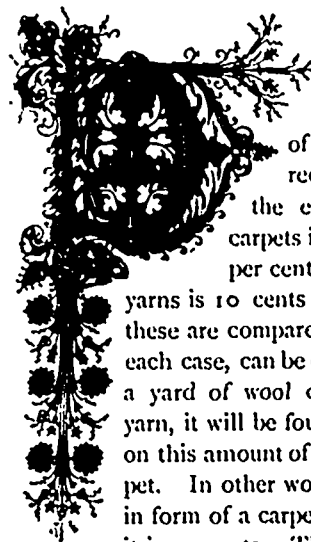 P
of
the e
carpets i
per cent
yarns is 10 cents
these are compare
each case, can be
a yard of wool c
yarn, it will be fou
on this amount of
pet. In other wo
in form of a carpe